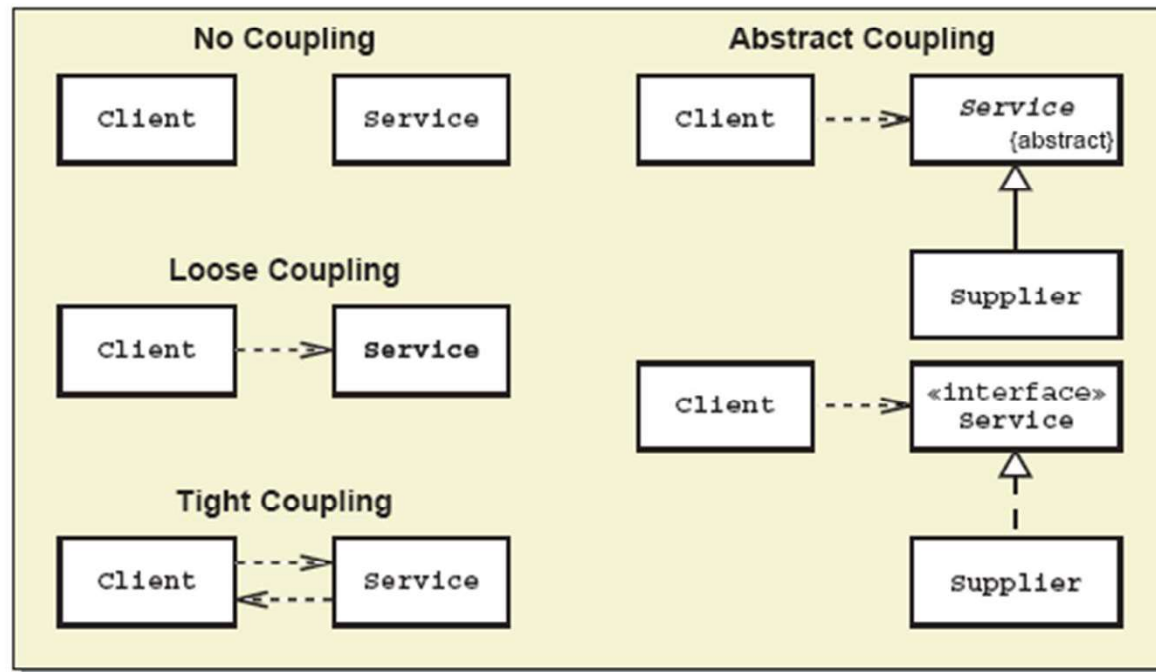 No Coupling
Client
Service
Loose Coupling
Client
Service
Tight Coupling
Client
Service
Abstract Coupling
Client
Service
{abstract}
Supplier
Client
«interface»
Service
Supplier